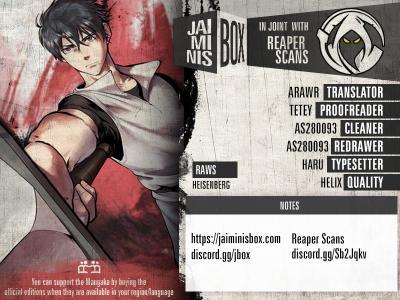 JAI
MI
NIS
BOX
IN JOINT WITH
REAPER
SCANS
ARAWR TRANSLATOR
TETEY PROOFREADER
AS280093 CLEANER
AS280093 REDRAWER
HARU TYPESETTER
HELIX QUALITY
RAWS
HEISENBERG
NOTES
https://jaiminisbox.com
discord.gg/jbox
Reaper Scans
discord.gg/Sb2Jqkv
You can support the Mangaka by buying the
official editions when they are available in your region/language